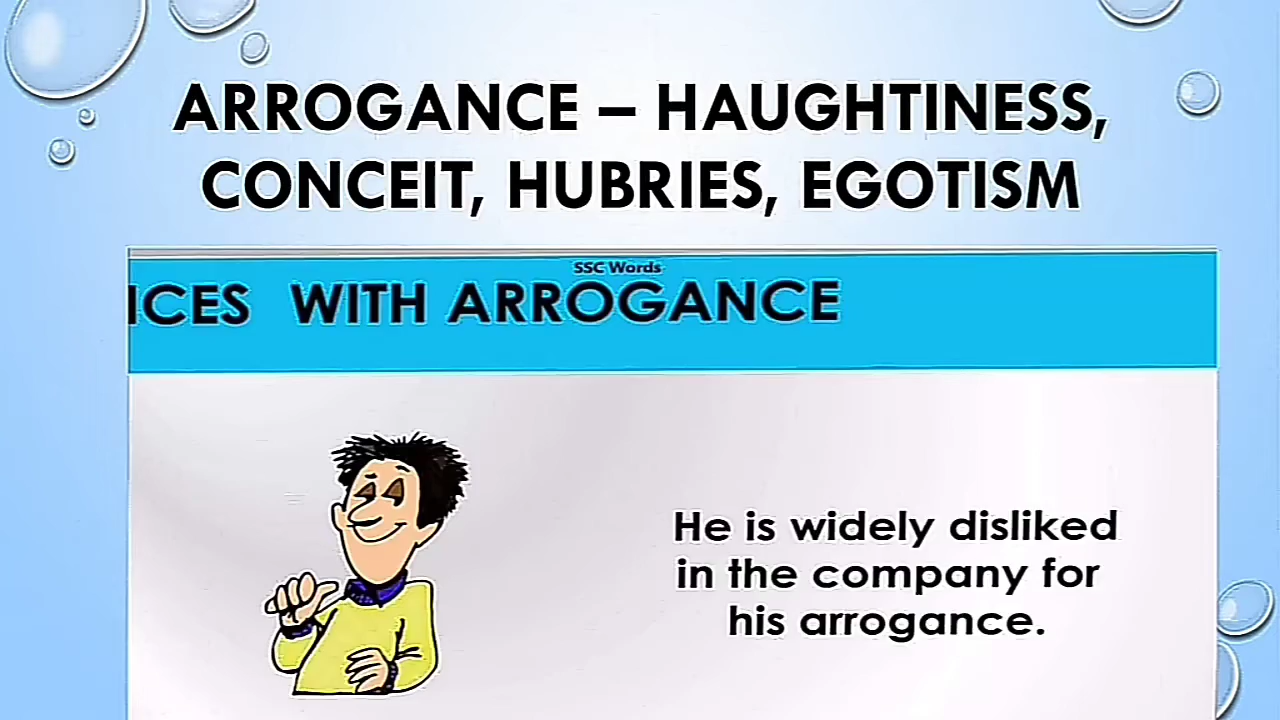 ARROGANCE – HAUGHTINESS,
CONCEIT, HUBRIES, EGOTISM
SSC Words
ICES WITH ARROGANCE
He is widely disliked
in the company for
his arrogance.